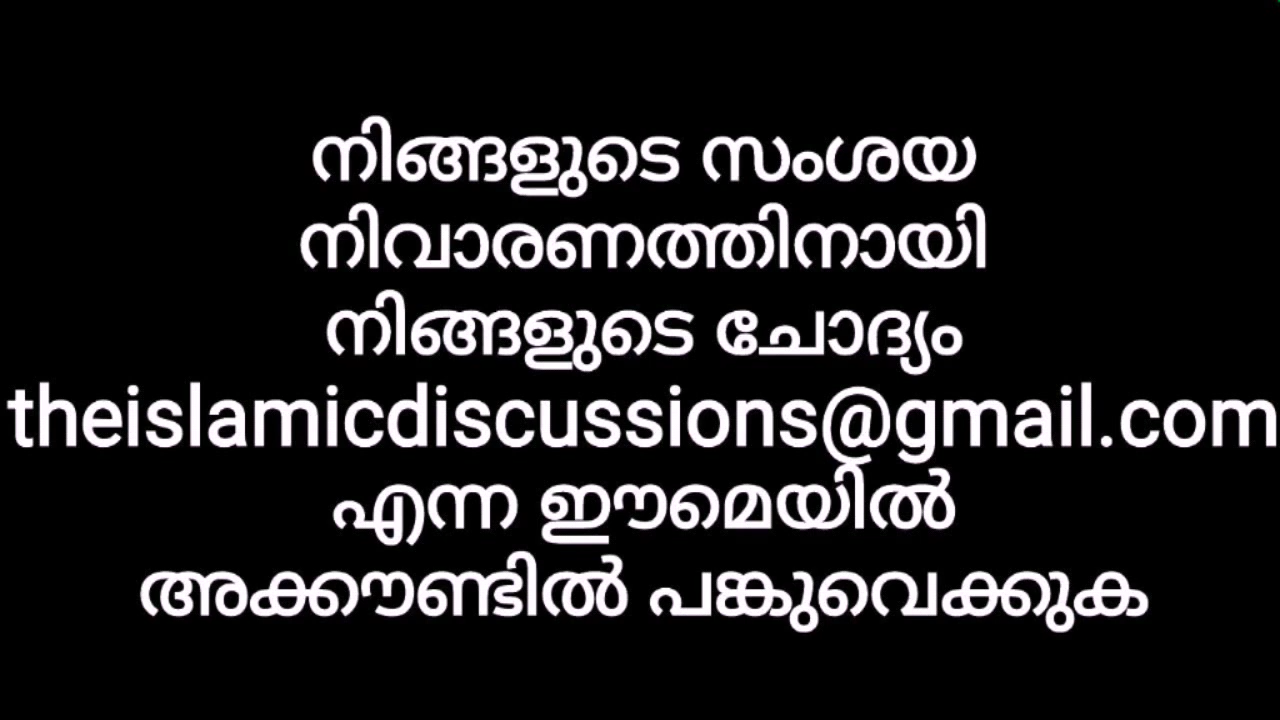 നിങ്ങളുടെ സംശയ
നിവാരണത്തിനായി
നിങ്ങളുടെ ചോദ്യം
theislamicdiscussions@gmail.com
എന്ന ഈമെയിൽ
അക്കൗണ്ടിൽ പങ്കുവെക്കുക